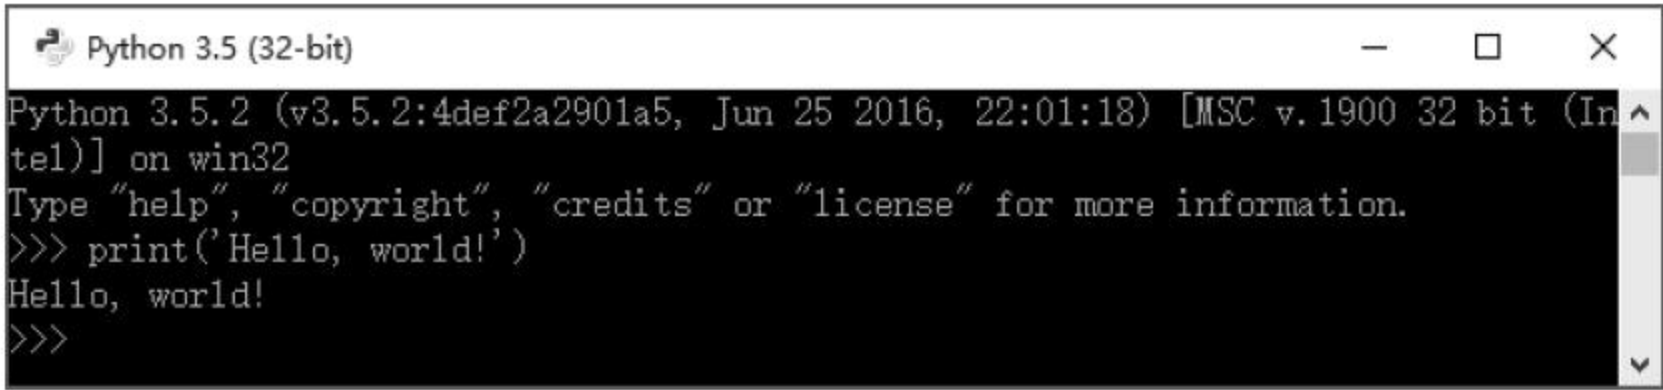 Python 3.5 (32-bit)
Python 3.5.2 (v3.5.2:4def2a2901a5, Jun 25 2016, 22:01:18) [MSC v.1900 32 bit (In
tel)] on win32
Type "help", "copyright", "credits" or "license" for more information.
>>> print('Hello, world!')
Hello, world!
>>>